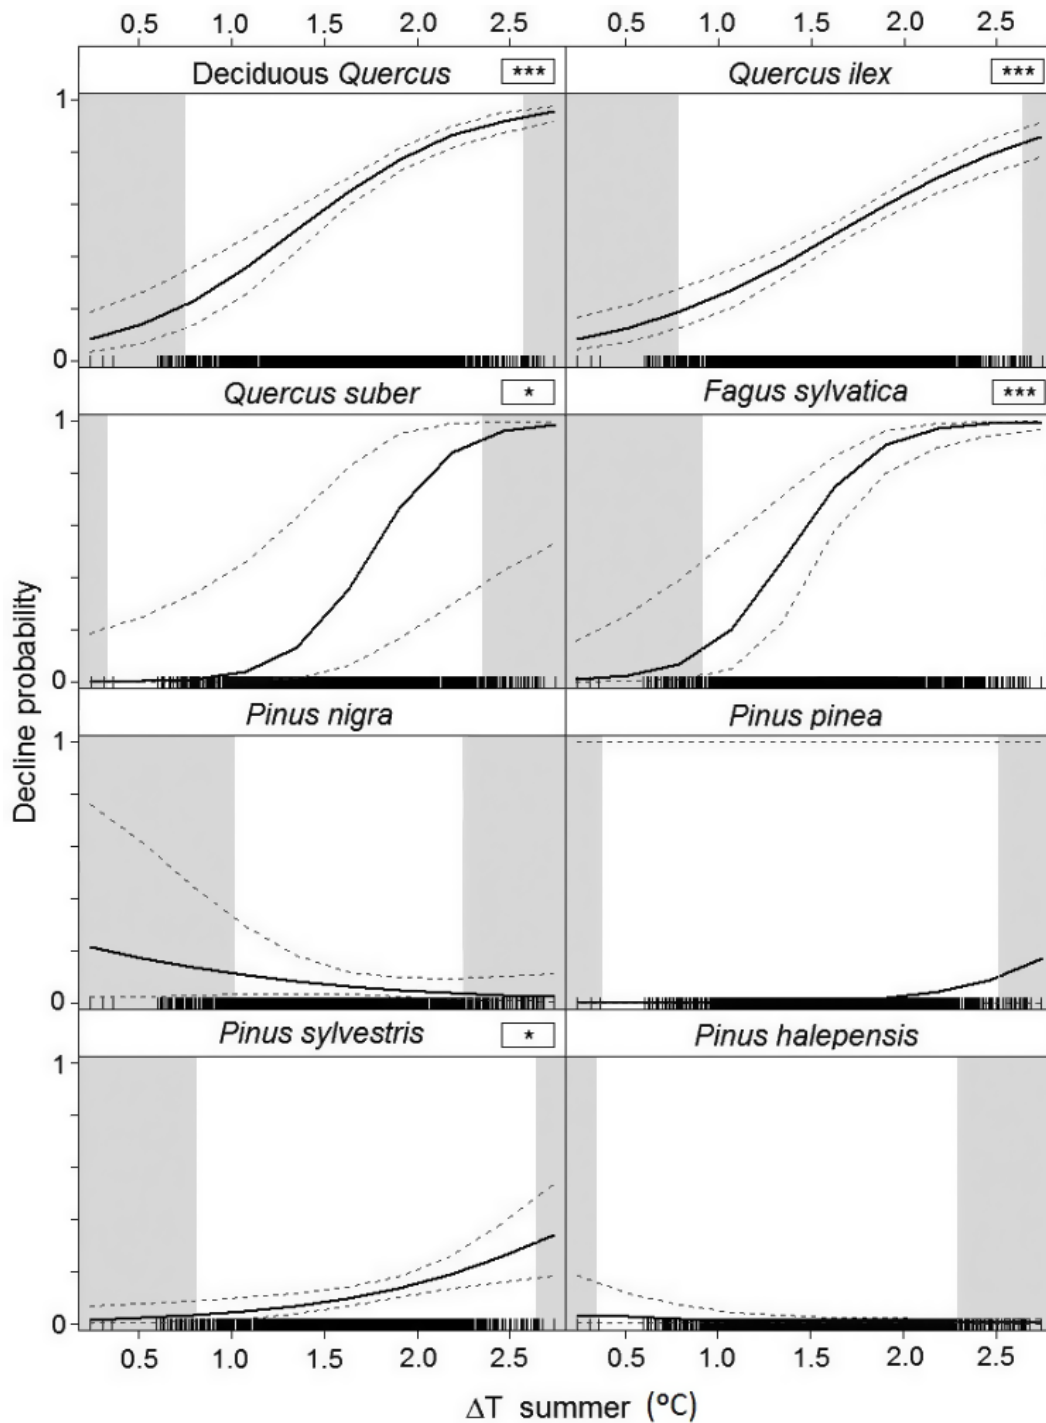 0.5 1.0 1.5 2.0 2.5 0.5 1.0 1.5 2.0 2.5
Deciduous Quercus *** Quercus ilex ***
1
0
Quercus suber * Fagus sylvatica ***
1
0
Pinus nigra Pinus pinea
1
0
Pinus sylvestris * Pinus halepensis
1
0
Decline probability
0.5 1.0 1.5 2.0 2.5 0.5 1.0 1.5 2.0 2.5
ΔT summer (ºC)